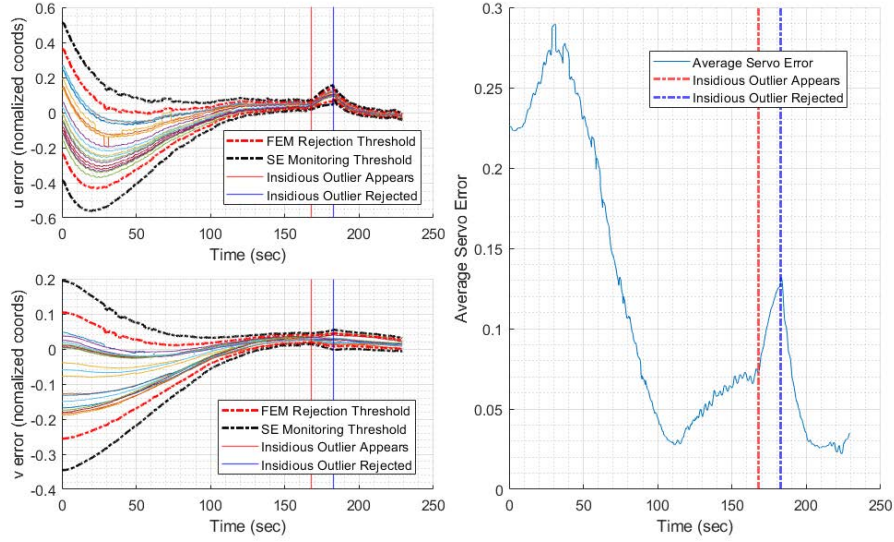 0.6
0.4
0.2
0
-0.2
-0.4
-0.6
u error (normalized coords)
FEM Rejection Threshold
SE Monitoring Threshold
Insidious Outlier Appears
Insidious Outlier Rejected
0 50 100 150 200 250
Time (sec)
0.2
0.1
0
-0.1
-0.2
-0.3
-0.4
v error (nomalized coords)
FEM Rejection Threshold
SE Monitoring Threshold
Insidious Outlier Appears
Insidious Outlier Rejected
0 50 100 150 200 250
Time (sec)
0.3
0.25
0.2
0.15
0.1
0.05
0
Average Servo Error
Average Servo Error
Insidious Outlier Appears
Insidious Outlier Rejected
0 50 100 150 200 250
Time (sec)